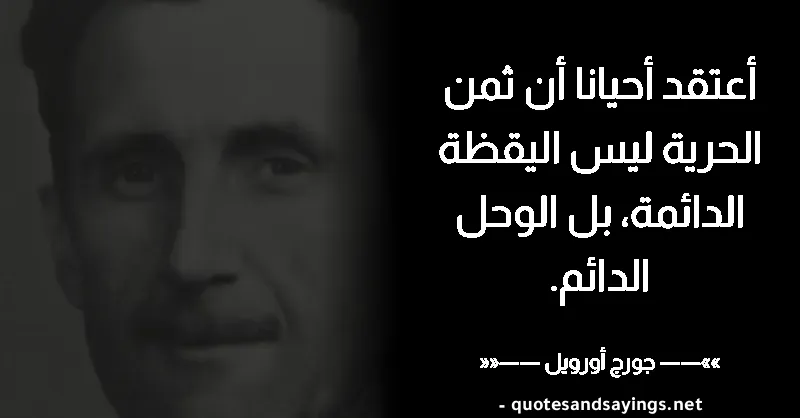 أعتقد أحيانا أن ثمن
الحرية ليس اليقظة
الدائمة، بل الوحل
الدائم.
»»—— جورج أورويل ——««
- quotesandsayings.net